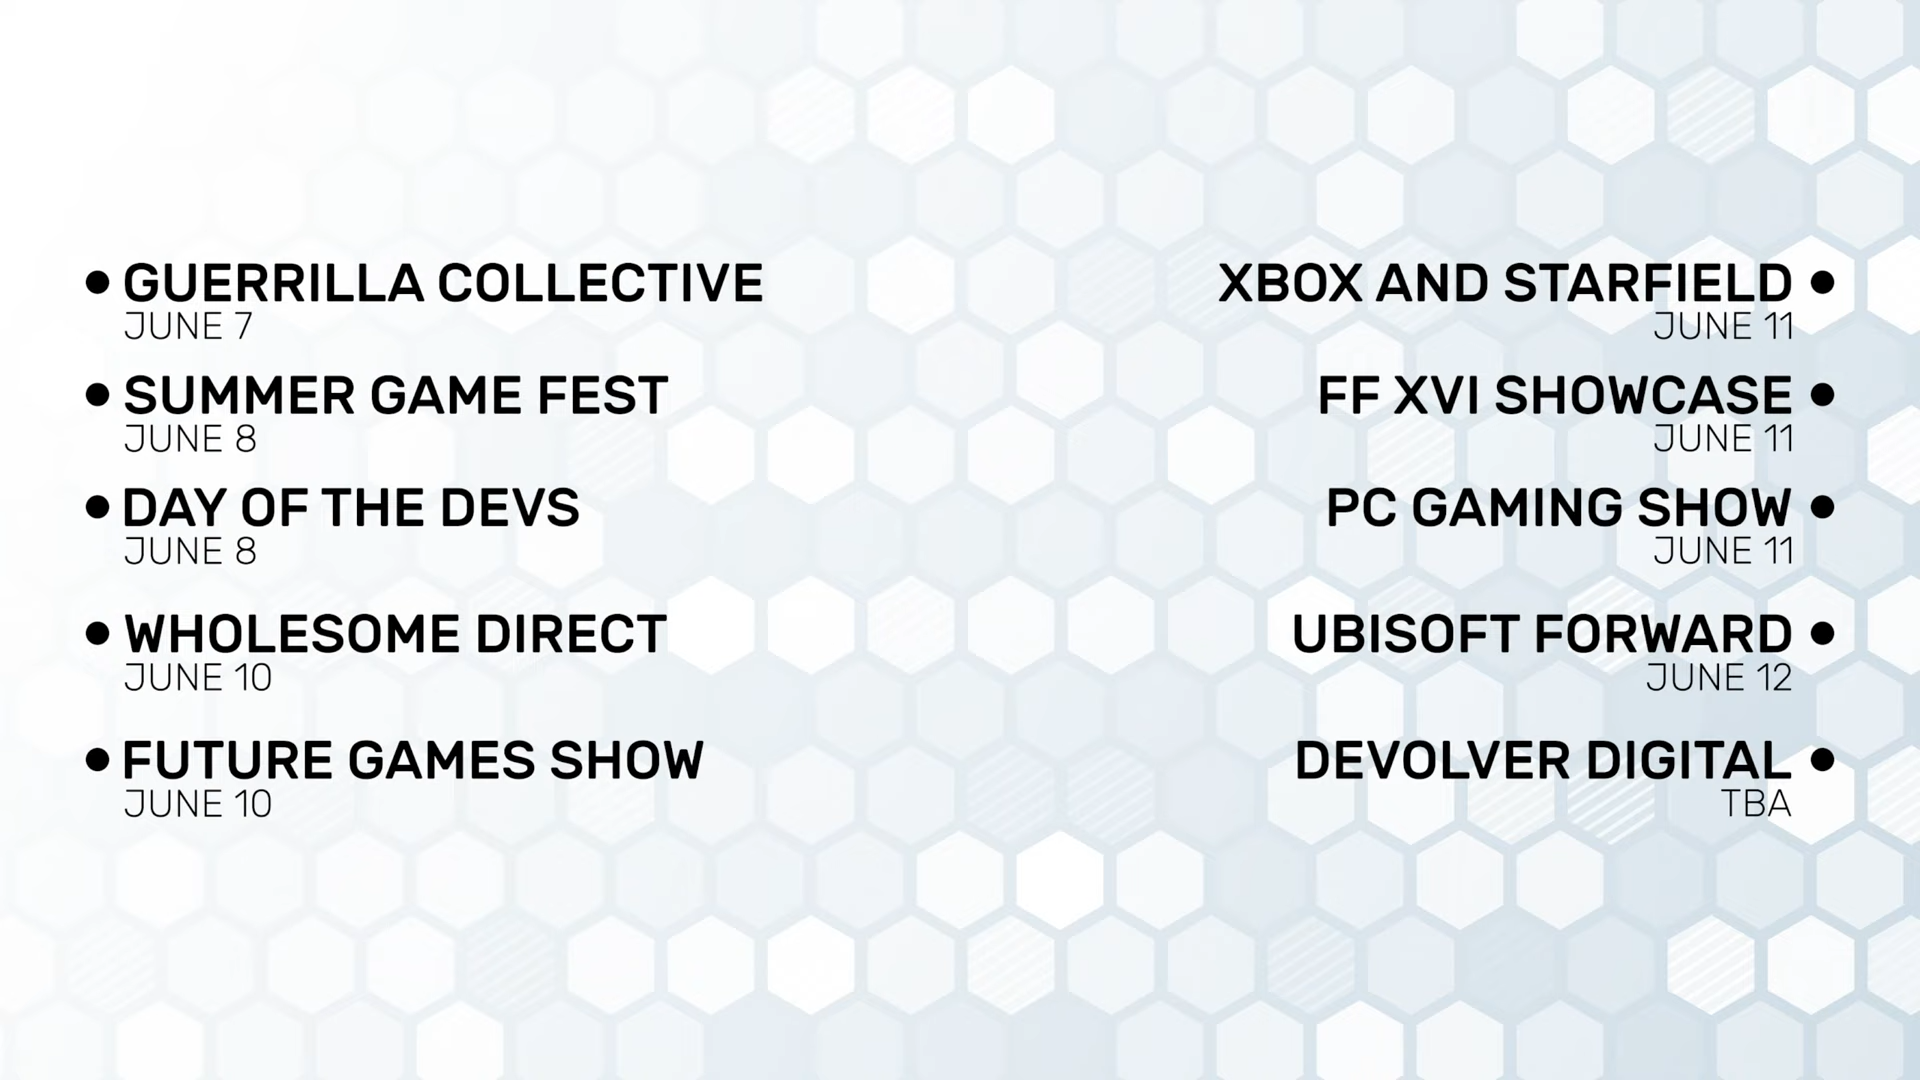 GUERRILLA COLLECTIVE
JUNE 7
SUMMER GAME FEST
JUNE 8
DAY OF THE DEVS
JUNE 8
WHOLESOME DIRECT
JUNE 10
FUTURE GAMES SHOW
JUNE 10
XBOX AND STARFIELD
JUNE 11
FF XVI SHOWCASE
JUNE 11
PC GAMING SHOW
JUNE 11
UBISOFT FORWARD
JUNE 12
DEVOLVER DIGITAL
TBA